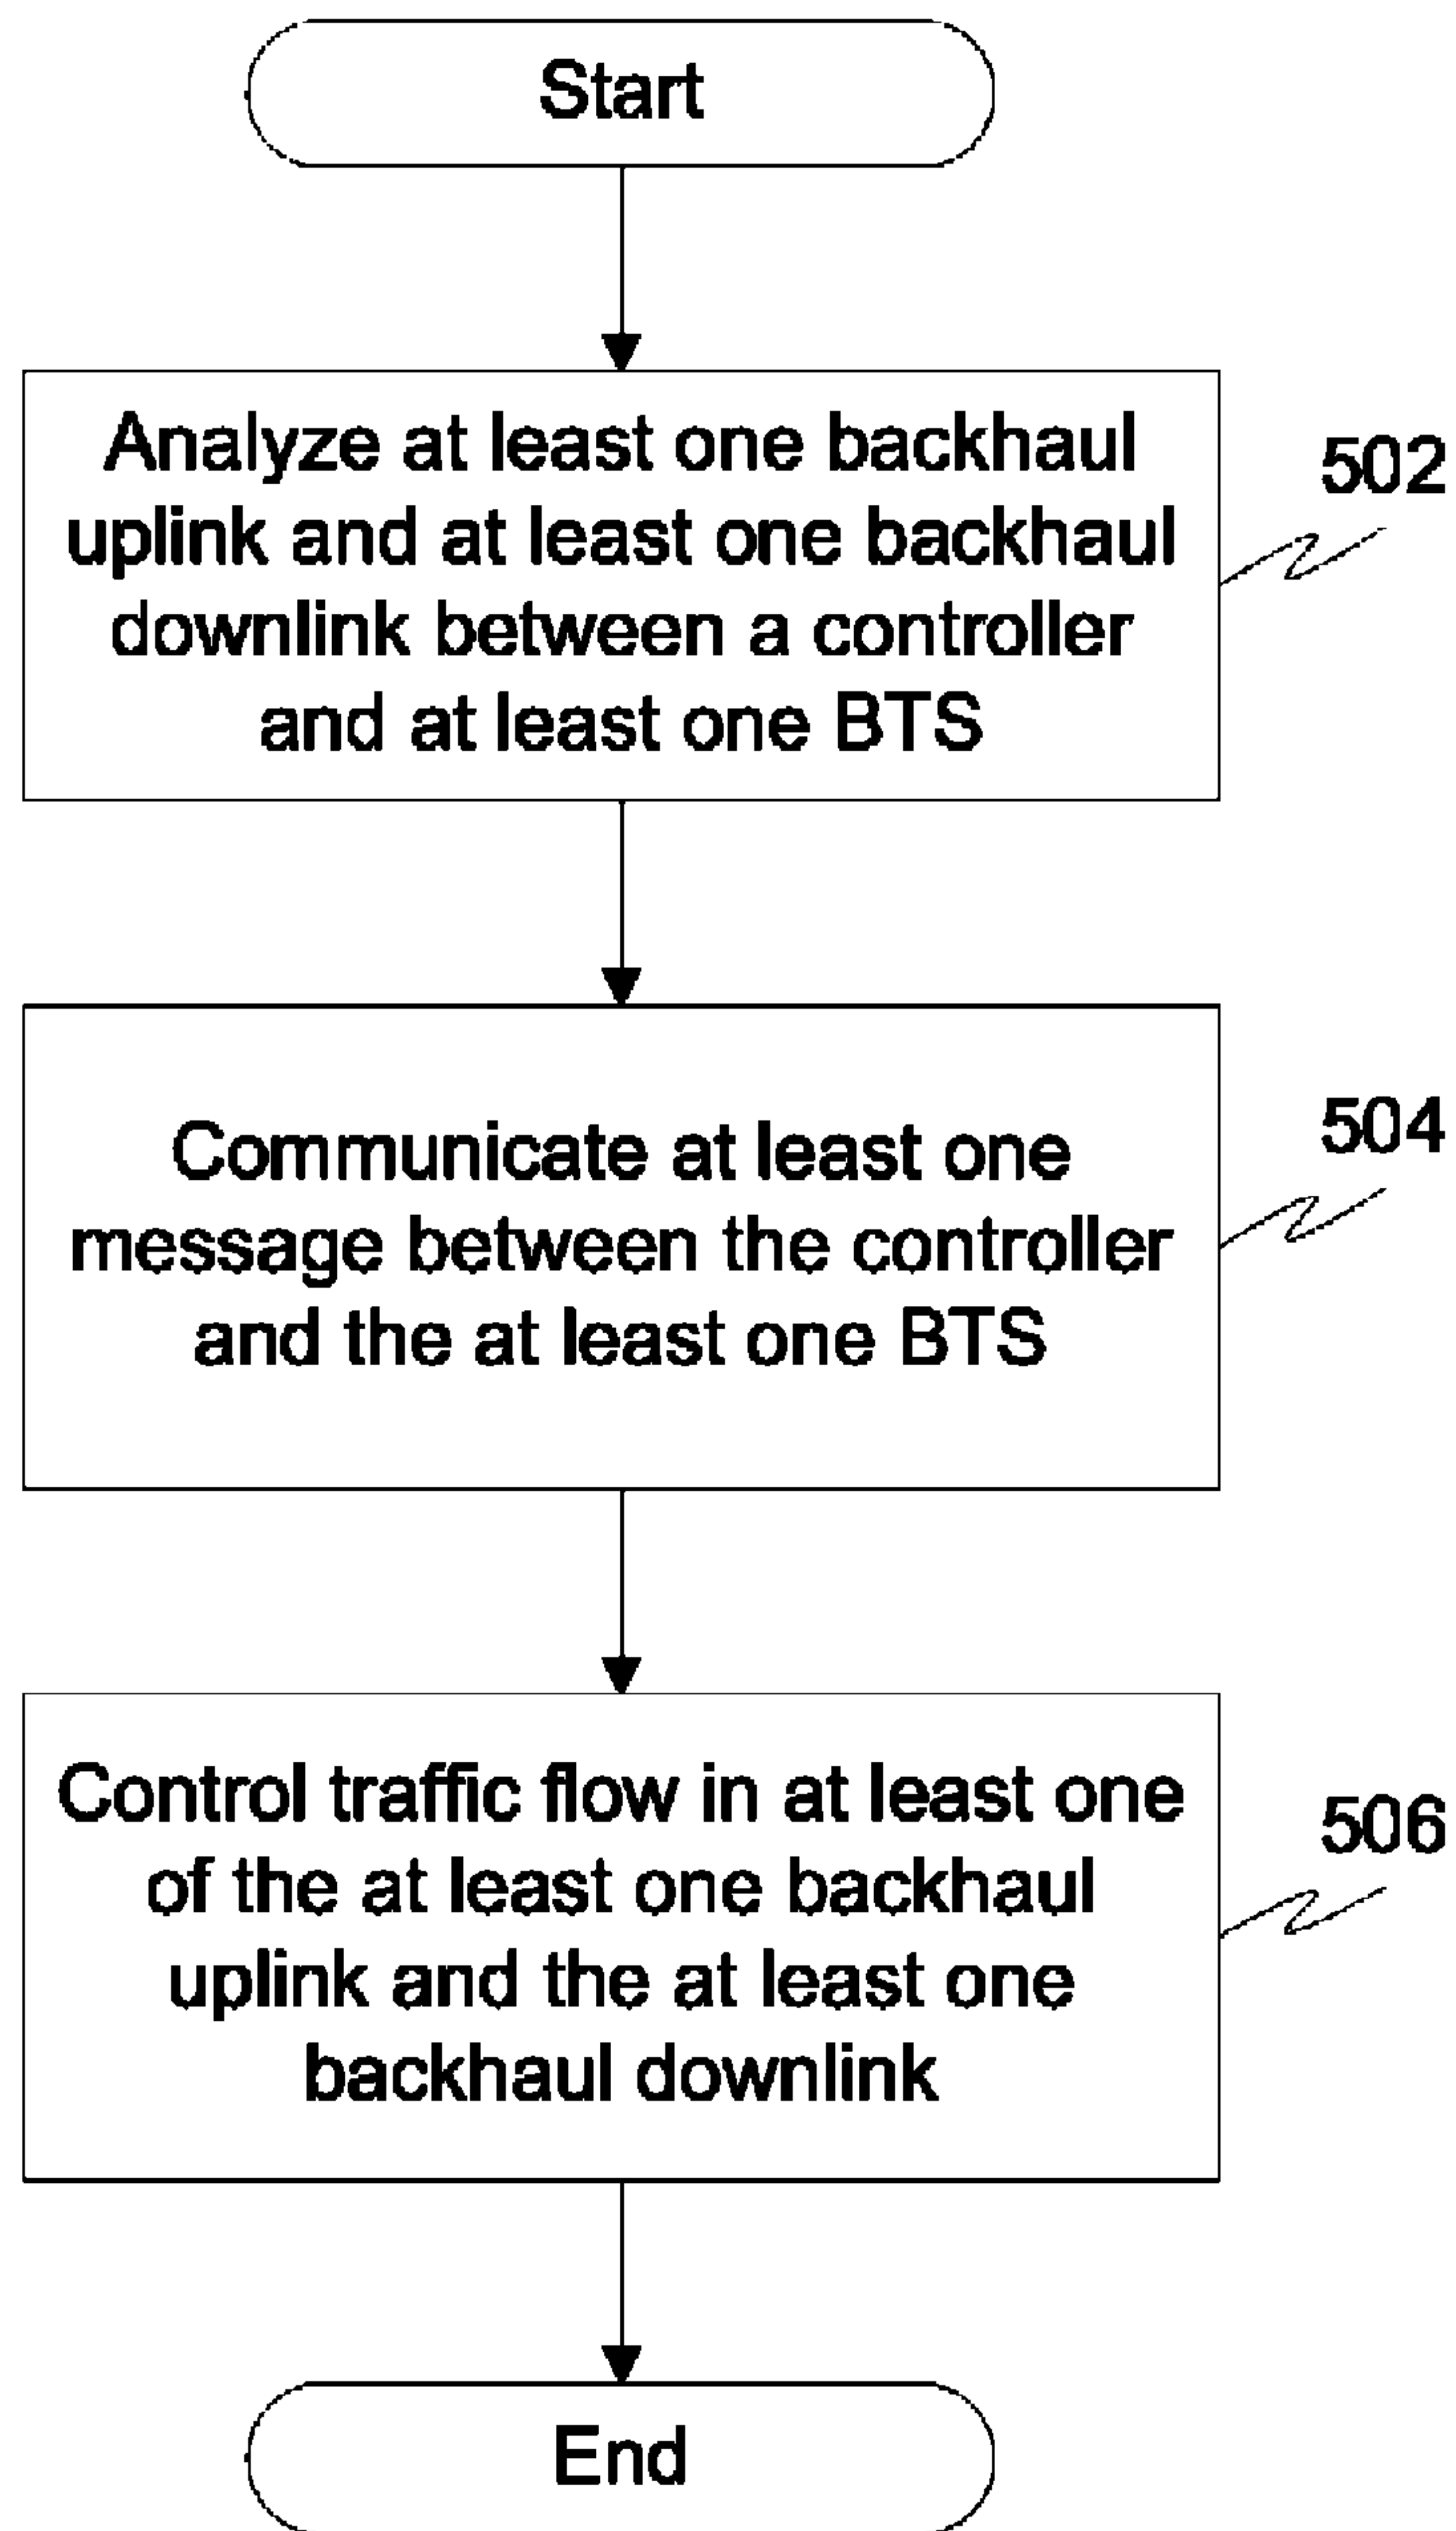 Start
Analyze at least one backhaul
uplink and at least one backhaul
downlink between a controller
and at least one BTS
502
Communicate at least one
message between the controller
and the at least one BTS
504
Control traffic flow in at least one
of the at least one backhaul
uplink and the at least one
backhaul downlink
506
End